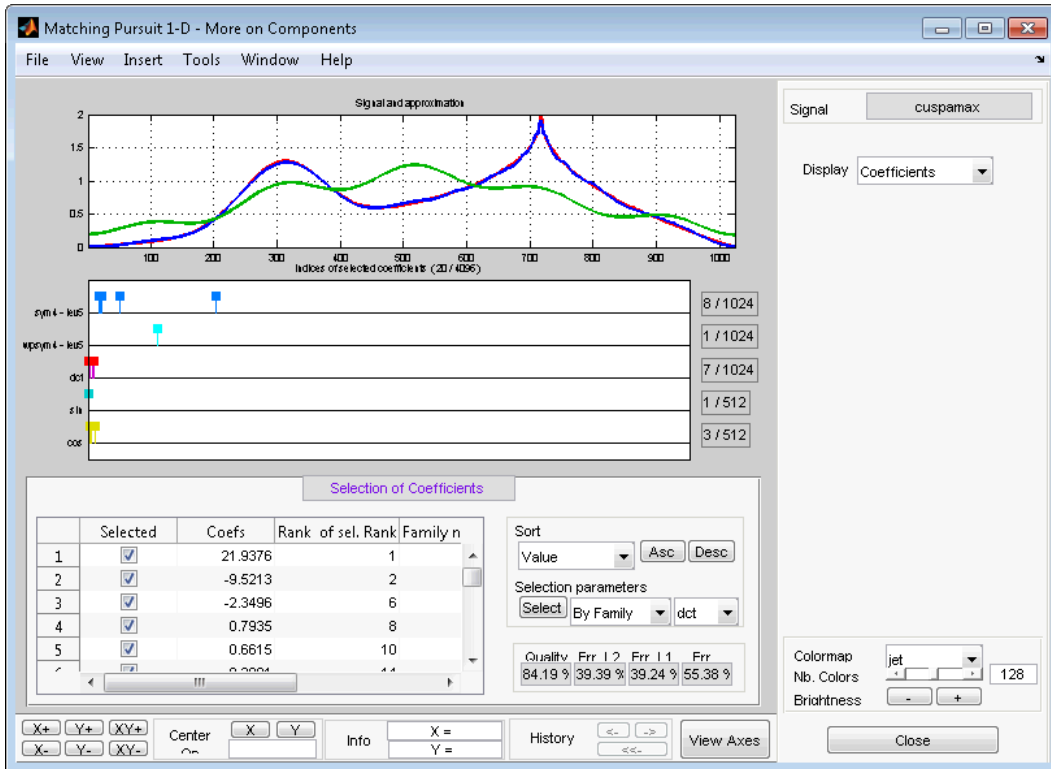 Matching Pursuit 1-D - More on Components
File View Insert Tools Window Help
Signal and approximation
2
1.5
1
0.5
0
100 200 300 400 500 600 700 800 900 1000
Indices of selected coefficients (20 / 4096)
sym4 - lev5
wpsym4 - lev5
dct
sin
cos
8 / 1024
1 / 1024
7 / 1024
1 / 512
3 / 512
Signal cuspamax
Display Coefficients
Selection of Coefficients
Selected Coefs Rank of sel. Rank Family n
1 21.9376 1
2 -9.5213 2
3 -2.3496 6
4 0.7935 8
5 0.6615 10
Sort
Value Asc Desc
Selection parameters
Select By Family dct
Quality Err. L2 Err. L1 Err
84.19 % 39.39 % 39.24 % 55.38 %
Colormap jet
Nb. Colors 128
Brightness - +
X+ Y+ XY+
X- Y- XY-
Center X Y
Info X =
Y =
History <- ->
<<-
View Axes
Close